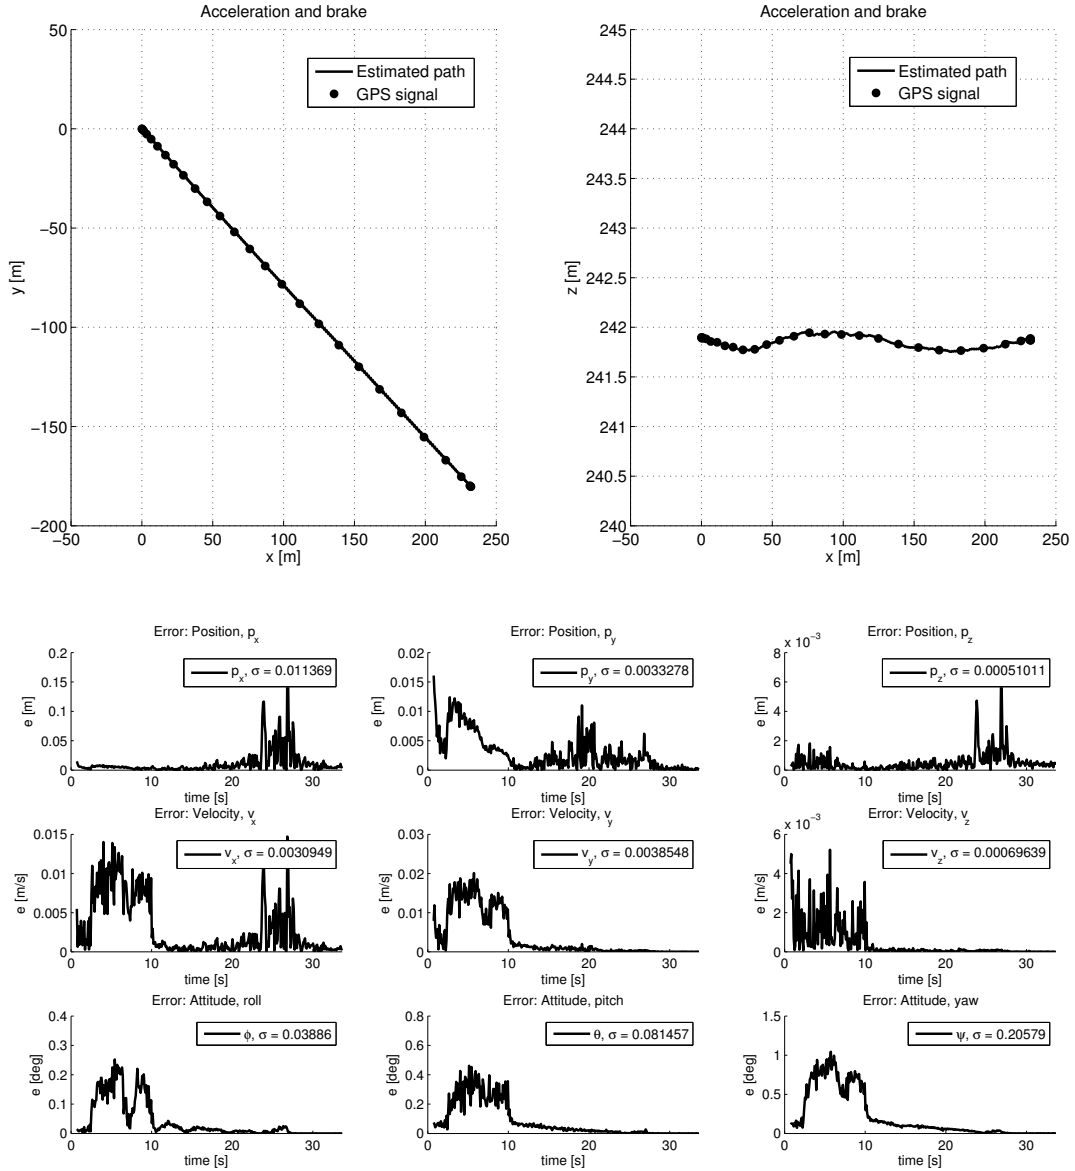 Acceleration and brake
50
0
−50
−100
−150
−200
y [m]
Estimated path
GPS signal
−50 0 50 100 150 200 250
x [m]
Acceleration and brake
245
244.5
244
243.5
243
242.5
242
241.5
241
240.5
240
z [m]
Estimated path
GPS signal
−50 0 50 100 150 200 250
x [m]
Error: Position, p_x
0.2
0.15
0.1
0.05
0
e [m]
p_x, σ = 0.011369
0 10 20 30
time [s]
Error: Position, p_y
0.02
0.015
0.01
0.005
0
e [m]
p_y, σ = 0.0033278
0 10 20 30
time [s]
Error: Position, p_z
x 10^−3
8
6
4
2
0
e [m]
p_z, σ = 0.00051011
0 10 20 30
time [s]
Error: Velocity, v_x
0.015
0.01
0.005
0
e [m/s]
v_x, σ = 0.0030949
0 10 20 30
time [s]
Error: Velocity, v_y
0.03
0.02
0.01
0
e [m/s]
v_y, σ = 0.0038548
0 10 20 30
time [s]
Error: Velocity, v_z
x 10^−3
6
4
2
0
e [m/s]
v_z, σ = 0.00069639
0 10 20 30
time [s]
Error: Attitude, roll
0.4
0.3
0.2
0.1
0
e [deg]
ϕ, σ = 0.03886
0 10 20 30
time [s]
Error: Attitude, pitch
0.8
0.6
0.4
0.2
0
e [deg]
θ, σ = 0.081457
0 10 20 30
time [s]
Error: Attitude, yaw
1.5
1
0.5
0
e [deg]
ψ, σ = 0.20579
0 10 20 30
time [s]